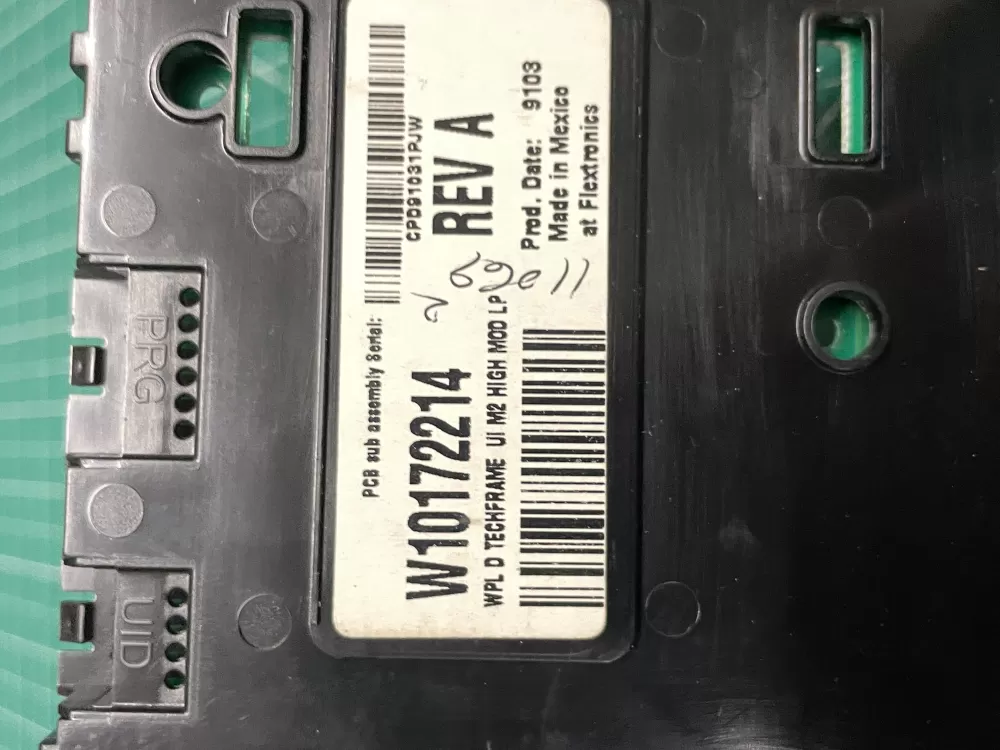 PCB sub assembly Serial:
CPD91031PJW
W10172214 REV A
WPL D TECHFRAME UI M2 HIGH MOD LP
Prod. Date: 9103
Made in Mexico
at Flextronics
PRG
UID